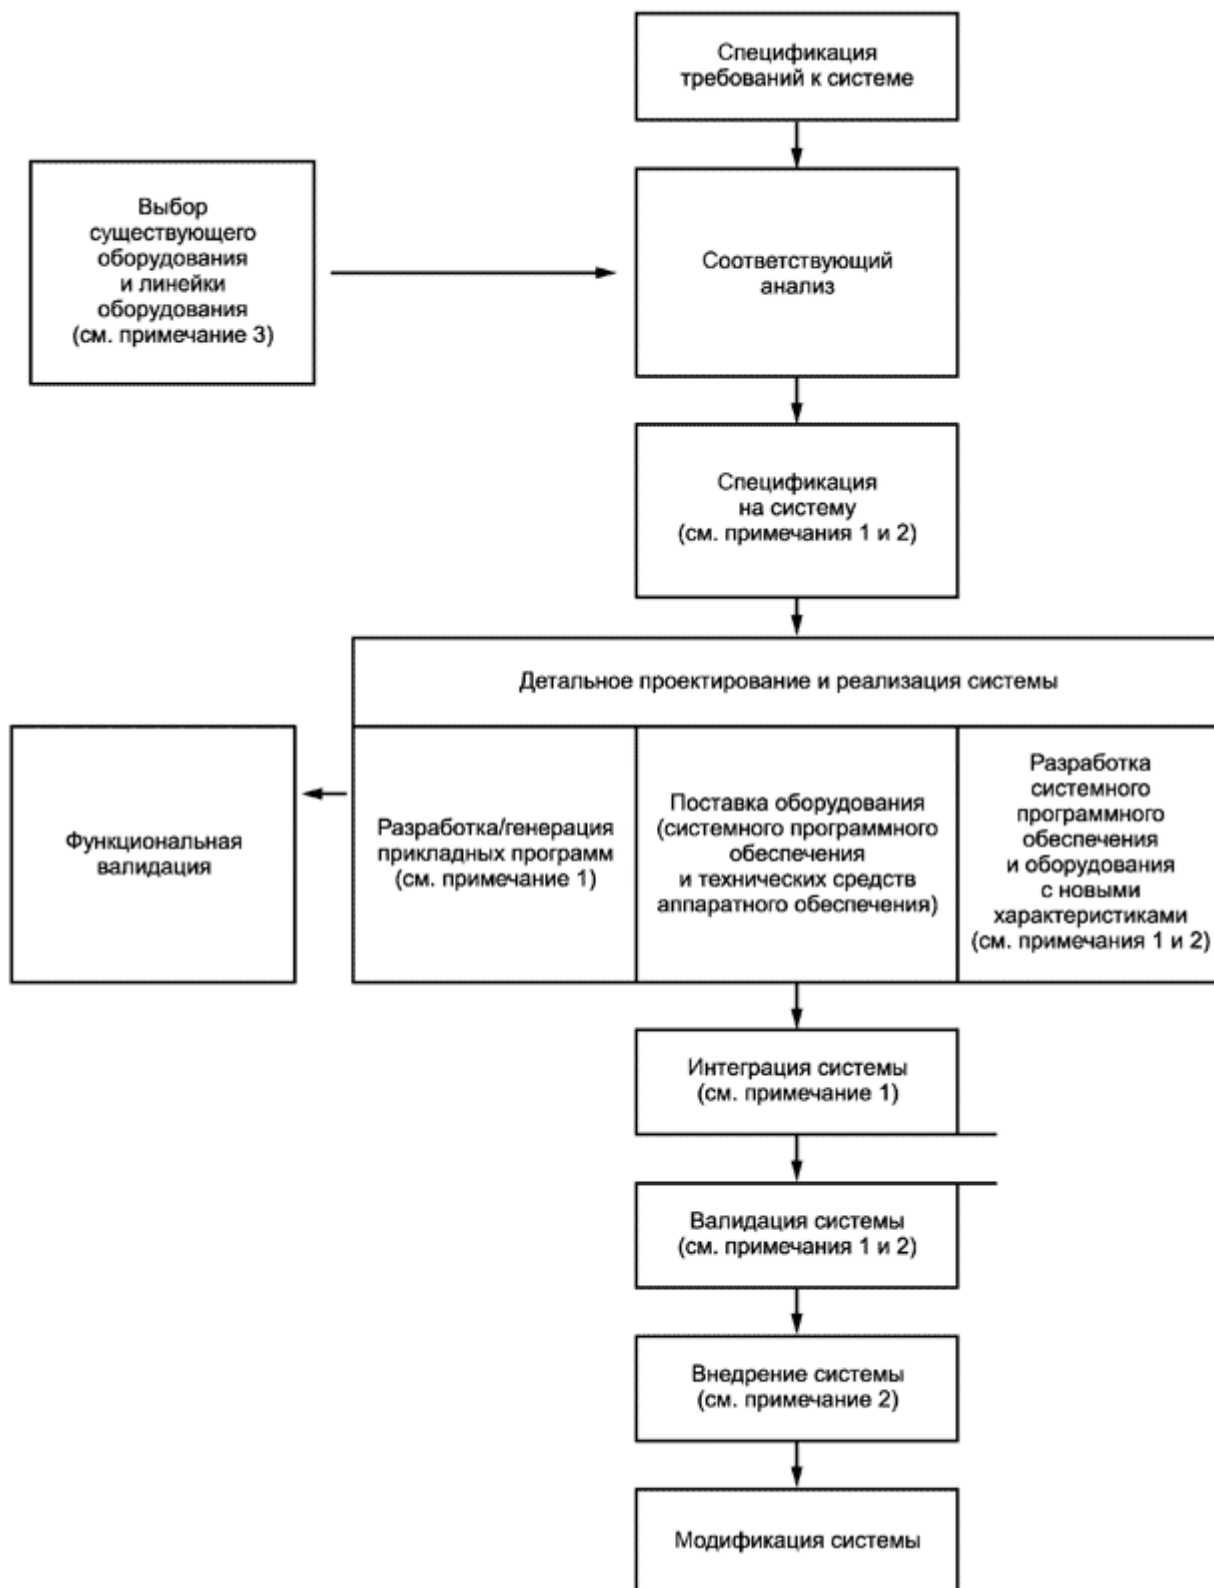 Спецификация
требований к системе
Выбор
существующего
оборудования
и линейки
оборудования
(см. примечание 3)
Соответствующий
анализ
Спецификация
на систему
(см. примечания 1 и 2)
Детальное проектирование и реализация системы
Функциональная
валидация
Разработка/генерация
прикладных программ
(см. примечание 1)
Поставка оборудования
(системного программного
обеспечения
и технических средств
аппаратного обеспечения)
Разработка
системного
программного
обеспечения
и оборудования
с новыми
характеристиками
(см. примечания 1 и 2)
Интеграция системы
(см. примечание 1)
Валидация системы
(см. примечания 1 и 2)
Внедрение системы
(см. примечание 2)
Модификация системы